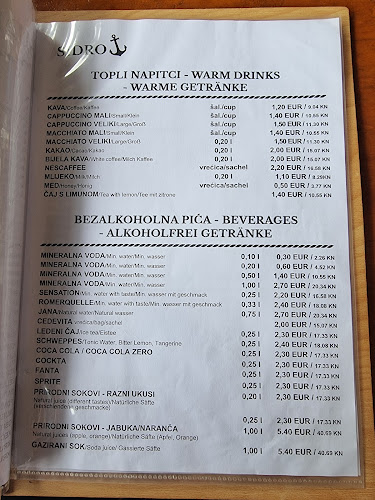 SIDRO
TOPLI NAPITCI - WARM DRINKS
- WARME GETRÄNKE
KAVA/Coffee/Kaffee šal./cup 1,20 EUR / 9.04 KN
CAPPUCCINO MALI/Small/Klein šal./cup 1,40 EUR / 10.55 KN
CAPPUCCINO VELIKI/Large/Groß šal./cup 1,50 EUR / 11.30 KN
MACCHIATO MALI/Small/Klein šal./cup 1,40 EUR / 10.55 KN
MACCHIATO VELIKI/Large/Groß 0,20 l 1,50 EUR / 11.30 KN
KAKAO/Cacao/Kakao 0,20 l 2,00 EUR / 15.07 KN
BIJELA KAVA/White coffee/Milch Kaffee 0,20 l 2,00 EUR / 15.07 KN
NESCAFFEE vrećica/sachel 2,20 EUR / 16.58 KN
MLIJEKO/Milk/Milch 0,20 l 1,10 EUR / 8.29 KN
MED/Honey/Honig vrećica/sachel 0,50 EUR / 3.77 KN
ČAJ S LIMUNOM/Tea with lemon/Tee mit zitrone 1,40 EUR / 10.55 KN
BEZALKOHOLNA PIĆA - BEVERAGES
- ALKOHOLFREI GETRÄNKE
MINERALNA VODA/Min. water/Min. wasser 0,10 l 0,30 EUR / 2.26 KN
MINERALNA VODA/Min. water/Min. wasser 0,20 l 0,60 EUR / 4.52 KN
MINERALNA VODA/Min. water/Min. wasser 0,50 l 1,40 EUR / 10.55 KN
MINERALNA VODA/Min. water/Min. wasser 1,00 l 2,70 EUR / 20.34 KN
SENSATION/Min. water with taste/Min. wasser mit geschmack 0,25 l 2,20 EUR / 16.58 KN
ROMERQUELLE/Min. water with taste/Min. wasser mit geschmack 0,33 l 2,40 EUR / 18.08 KN
JANA/Natural water/Natural wasser 0,75 l 2,70 EUR / 20.34 KN
CEDEVITA vrećica/bag/sachel 2,00 EUR / 15.07 KN
LEDENI ČAJ/Ice tea/Eistee 0,25 l 2,30 EUR / 17.33 KN
SCHWEPPES/Tonic Water, Bitter Lemon, Tangerine 0,25 l 2,40 EUR / 18.08 KN
COCA COLA / COCA COLA ZERO 0,25 l 2,30 EUR / 17.33 KN
COCKTA 0,25 l 2,30 EUR / 17.33 KN
FANTA 0,25 l 2,30 EUR / 17.33 KN
SPRITE 0,25 l 2,30 EUR / 17.33 KN
PRIRODNI SOKOVI - RAZNI UKUSI 0,20 l 2,30 EUR / 17.33 KN
Natural juice (different tastes)/Natürliche Säfte
(verschiedene geschmacke)
0,25 l 2,30 EUR / 17.33 KN
PRIRODNI SOKOVI - JABUKA/NARANČA 1,00 l 5,40 EUR / 40.69 KN
Natural juices (apple, orange)/Natürliche Säfte (Apfel, Orange)
GAZIRANI SOK/Soda juice/ Gassierte Säfte 1,00 l 5,40 EUR / 40.69 KN